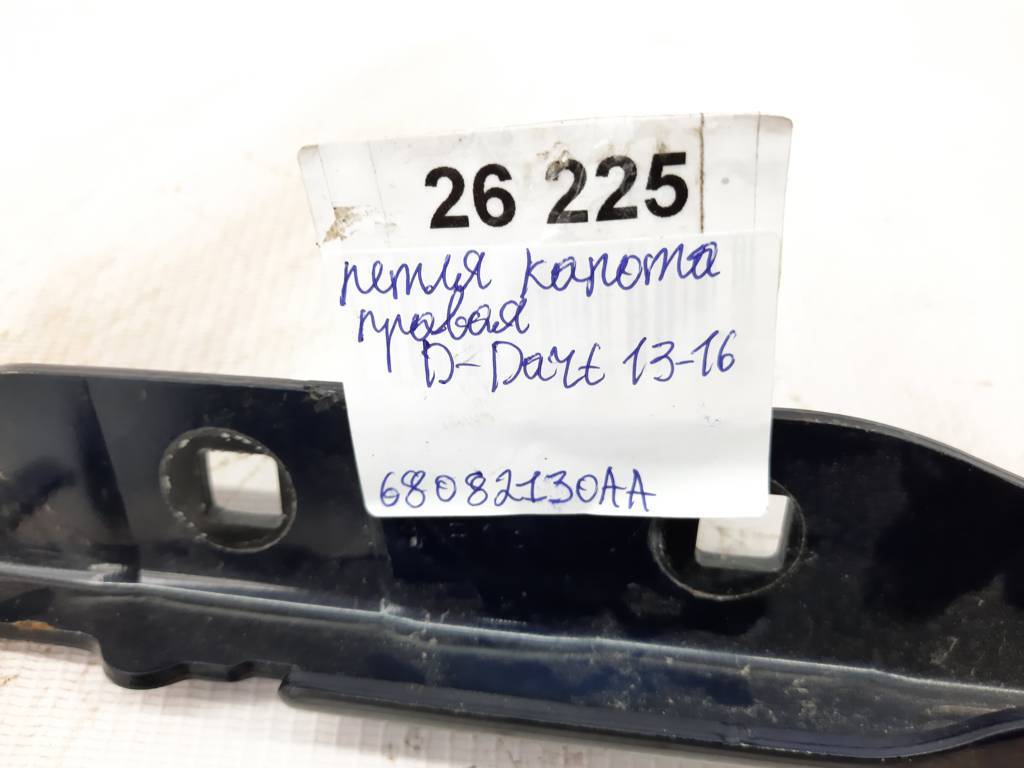 26 225
петля капота
правая
D-Dart 13-16
68082130AA